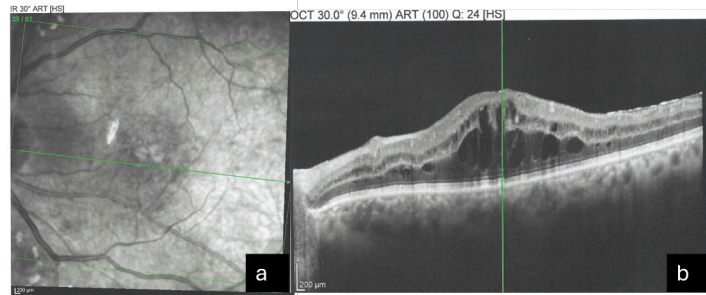 IR 30° ART [HS]
OCT 30.0° (9.4 mm) ART (100) Q: 24 [HS]
200 µm
a
200 µm
b